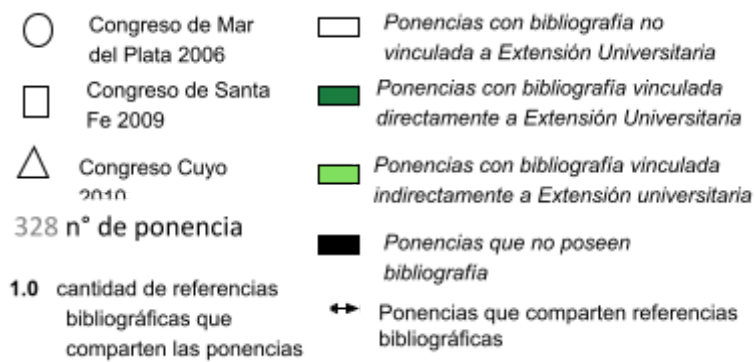 Congreso de Mar
del Plata 2006
Congreso de Santa
Fe 2009
Congreso Cuyo
2010
328 n° de ponencia
1.0 cantidad de referencias
bibliográficas que
comparten las ponencias
Ponencias con bibliografía no
vinculada a Extensión Universitaria
Ponencias con bibliografía vinculada
directamente a Extensión Universitaria
Ponencias con bibliografía vinculada
indirectamente a Extensión universitaria
Ponencias que no poseen
bibliografía
Ponencias que comparten referencias
bibliográficas